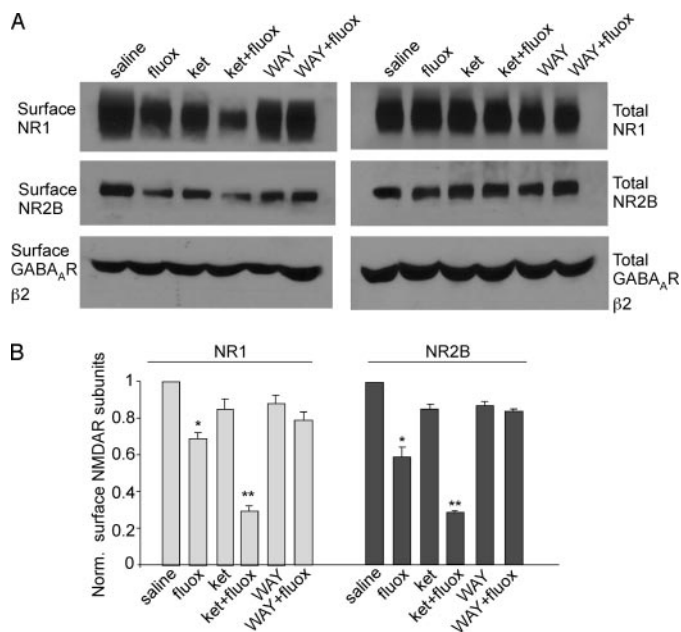 A
saline fluox ket ket+fluox WAY WAY+fluox
saline fluox ket ket+fluox WAY WAY+fluox
Surface
NR1
Total
NR1
Surface
NR2B
Total
NR2B
Surface
GABA_AR
β2
Total
GABA_AR
β2
B
NR1
NR2B
Norm. surface NMDAR subunits
1
0.8
0.6
0.4
0.2
0
*
**
*
**
saline fluox ket ket+fluox WAY WAY+fluox
saline fluox ket ket+fluox WAY WAY+fluox